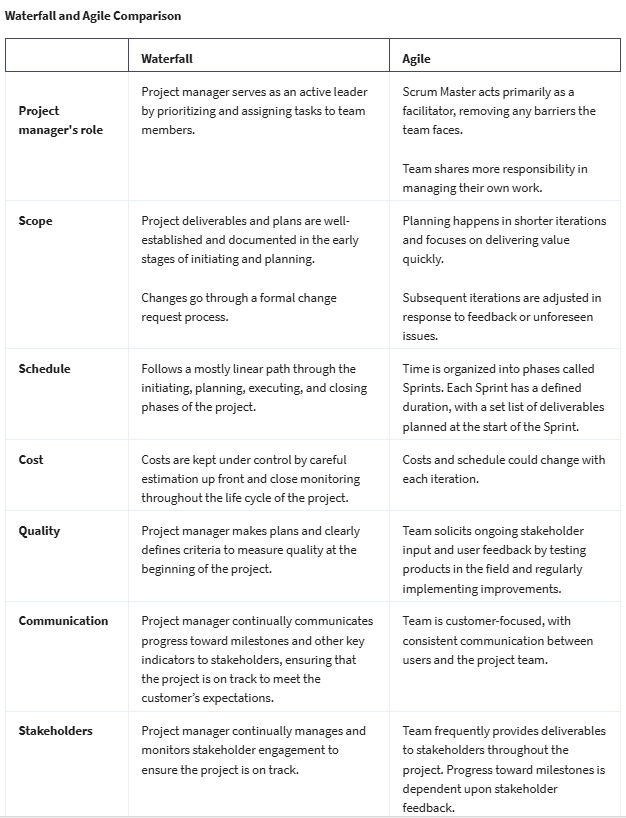 Waterfall and Agile Comparison
Waterfall
Agile
Project
manager's role
Project manager serves as an active leader
by prioritizing and assigning tasks to team
members.
Scrum Master acts primarily as a
facilitator, removing any barriers the
team faces.
Team shares more responsibility in
managing their own work.
Scope
Project deliverables and plans are well-
established and documented in the early
stages of initiating and planning.
Changes go through a formal change
request process.
Planning happens in shorter iterations
and focuses on delivering value
quickly.
Subsequent iterations are adjusted in
response to feedback or unforeseen
issues.
Schedule
Follows a mostly linear path through the
initiating, planning, executing, and closing
phases of the project.
Time is organized into phases called
Sprints. Each Sprint has a defined
duration, with a set list of deliverables
planned at the start of the Sprint.
Cost
Costs are kept under control by careful
estimation up front and close monitoring
throughout the life cycle of the project.
Costs and schedule could change with
each iteration.
Quality
Project manager makes plans and clearly
defines criteria to measure quality at the
beginning of the project.
Team solicits ongoing stakeholder
input and user feedback by testing
products in the field and regularly
implementing improvements.
Communication
Project manager continually communicates
progress toward milestones and other key
indicators to stakeholders, ensuring that
the project is on track to meet the
customer’s expectations.
Team is customer-focused, with
consistent communication between
users and the project team.
Stakeholders
Project manager continually manages and
monitors stakeholder engagement to
ensure the project is on track.
Team frequently provides deliverables
to stakeholders throughout the
project. Progress toward milestones is
dependent upon stakeholder
feedback.